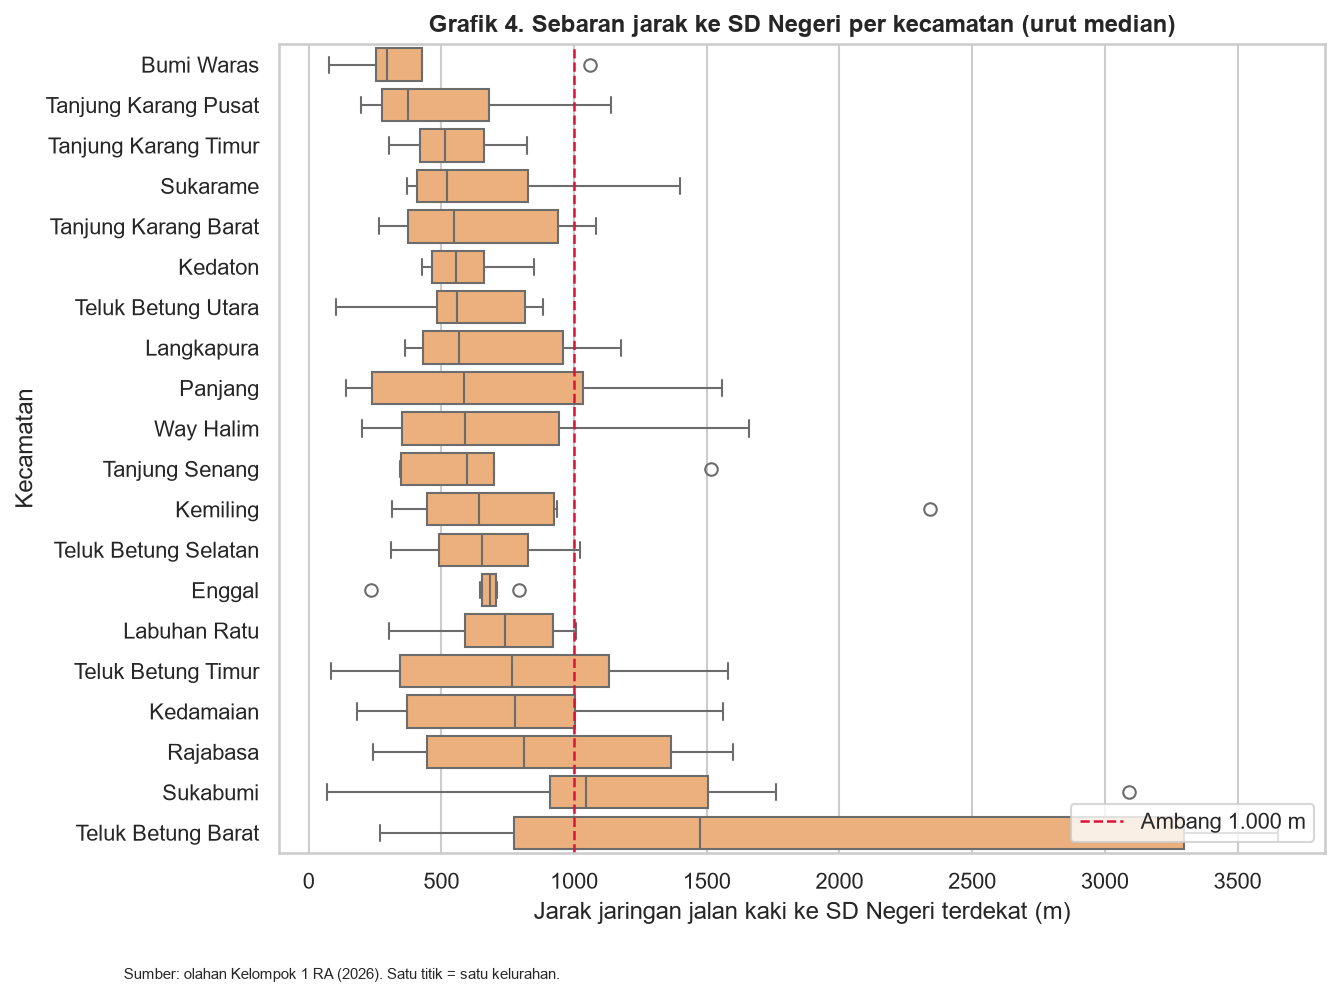 Grafik 4. Sebaran jarak ke SD Negeri per kecamatan (urut median)
Kecamatan
Bumi Waras
Tanjung Karang Pusat
Tanjung Karang Timur
Sukarame
Tanjung Karang Barat
Kedaton
Teluk Betung Utara
Langkapura
Panjang
Way Halim
Tanjung Senang
Kemiling
Teluk Betung Selatan
Enggal
Labuhan Ratu
Teluk Betung Timur
Kedamaian
Rajabasa
Sukabumi
Teluk Betung Barat
Ambang 1.000 m
0 500 1000 1500 2000 2500 3000 3500
Jarak jaringan jalan kaki ke SD Negeri terdekat (m)
Sumber: olahan Kelompok 1 RA (2026). Satu titik = satu kelurahan.